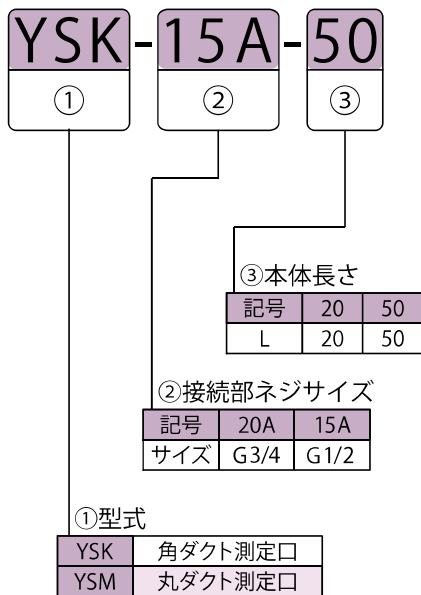 YSK-15A-50
① ② ③
③本体長さ
記号 20 50
L 20 50
②接続部ネジサイズ
記号 20A 15A
サイズ G3/4 G1/2
①型式
YSK 角ダクト測定口
YSM 丸ダクト測定口